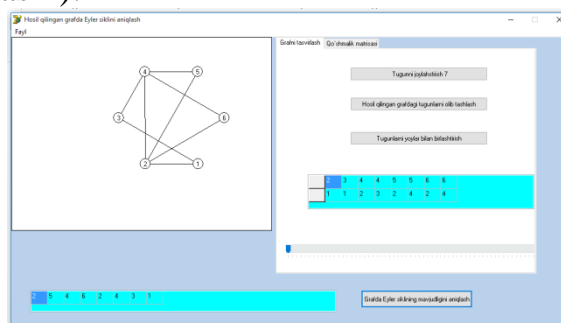 Hosil qilingan grafda Eyler siklini aniqlash
Fayl
Grafni tasvirlash Qo'shmalik matrisasi
4 5
3 6
2 1
Tugunni joylahstirish 7
Hosil qilingan grafdagi tugunlarni olib tashlash
Tugunlarni yoylar bilan birlashtirish
2 3 4 4 5 5 6 6
1 1 2 3 2 4 2 4
2 5 4 6 2 4 3 1
Grafda Eyler siklining mavjudligini aniqlash